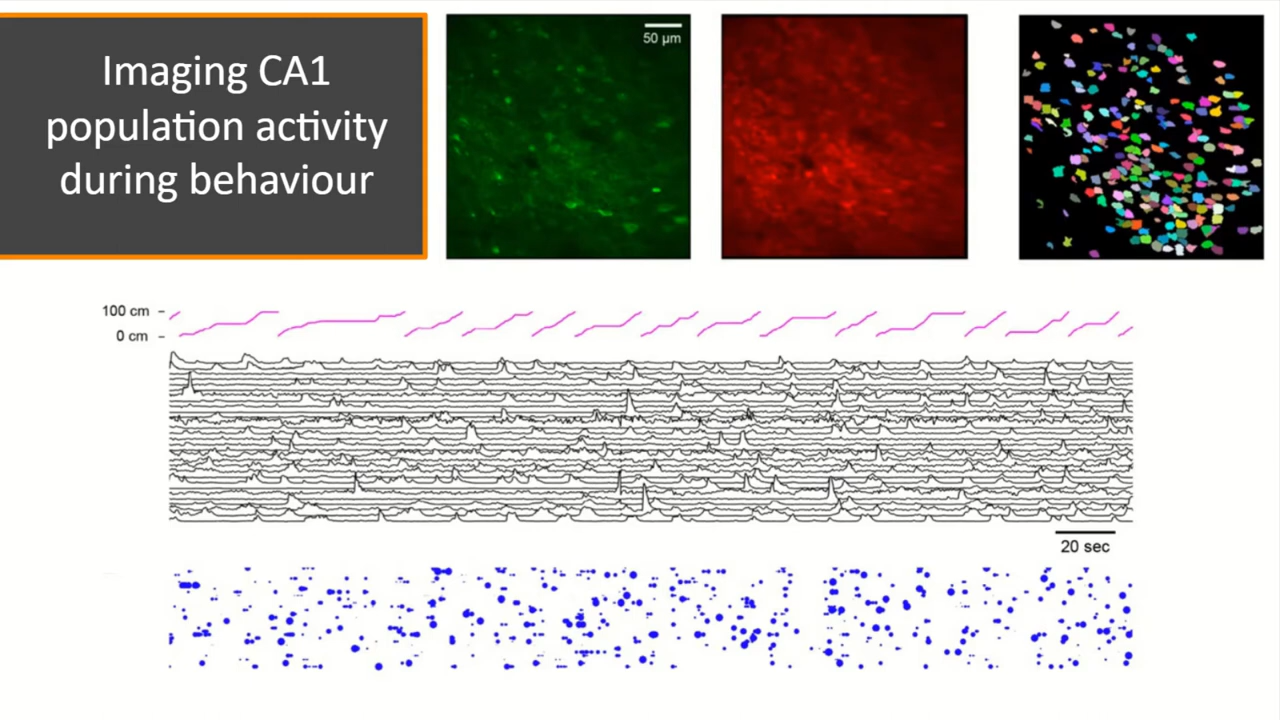 Imaging CA1
population activity
during behaviour
50 µm
100 cm
0 cm
20 sec